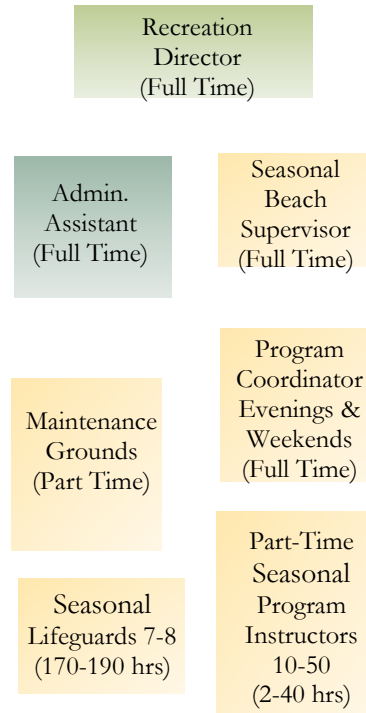 Recreation
Director
(Full Time)
Admin.
Assistant
(Full Time)
Seasonal
Beach
Supervisor
(Full Time)
Program
Coordinator
Evenings &
Weekends
(Full Time)
Maintenance
Grounds
(Part Time)
Part-Time
Seasonal
Program
Instructors
10-50
(2-40 hrs)
Seasonal
Lifeguards 7-8
(170-190 hrs)